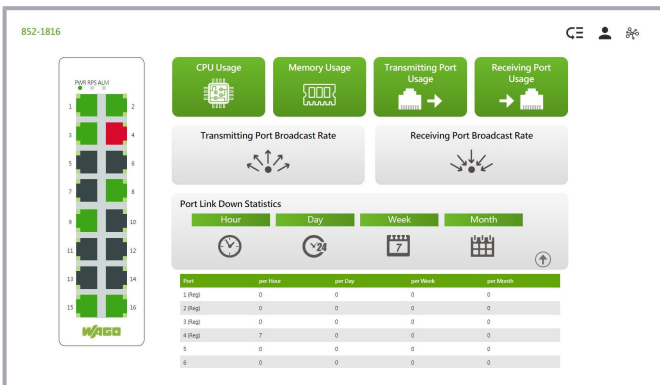 852-1816
PWR RPS ALM
1 2
3 4
5 6
7 8
9 10
11 12
13 14
15 16
WAGO
CPU Usage
Memory Usage
Transmitting Port
Usage
Receiving Port
Usage
Transmitting Port Broadcast Rate
Receiving Port Broadcast Rate
Port Link Down Statistics
Hour Day Week Month
24 7
Port per Hour per Day per Week per Month
1 (Reg) 0 0 0 0
2 (Reg) 0 0 0 0
3 (Reg) 0 0 0 0
4 (Reg) 7 0 0 0
5 0 0 0 0
6 0 0 0 0